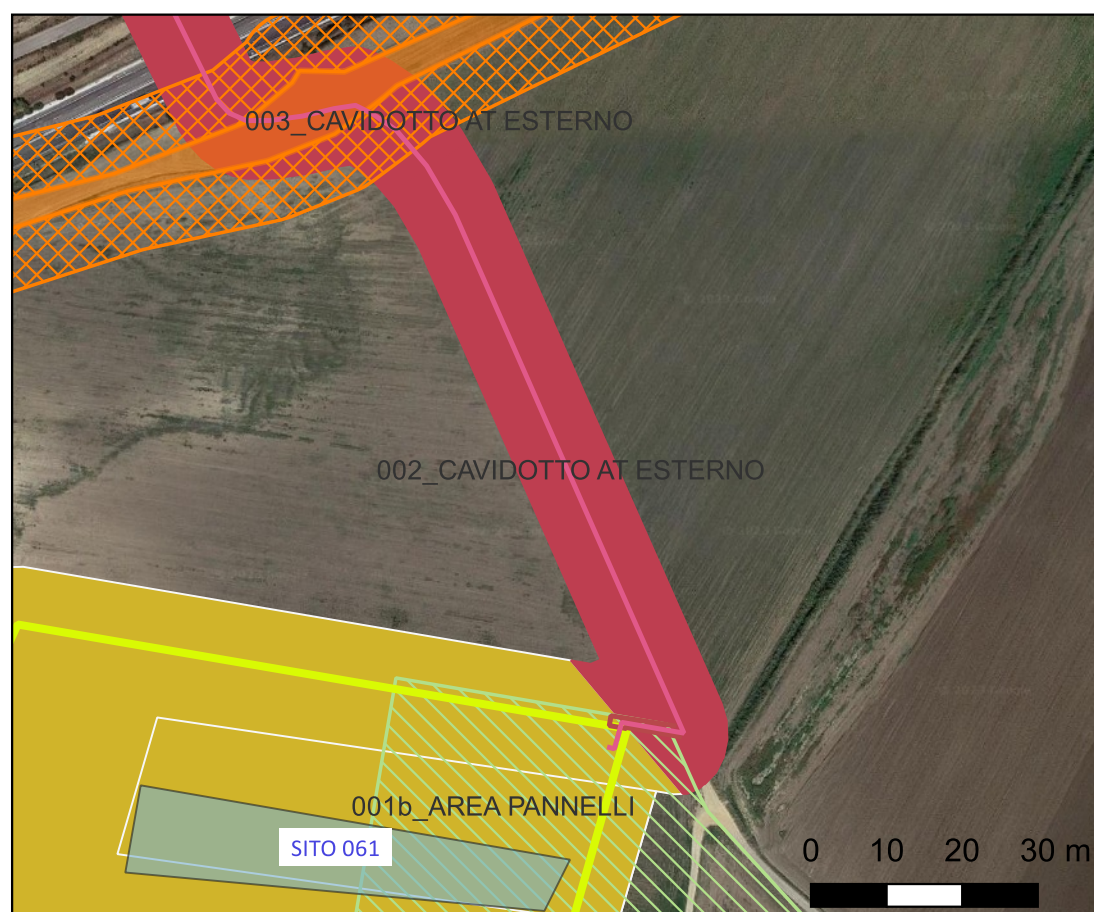 003_CAVIDOTTO AT ESTERNO
002_CAVIDOTTO AT ESTERNO
001b_AREA PANNELLI
SITO 061
0 10 20 30 m